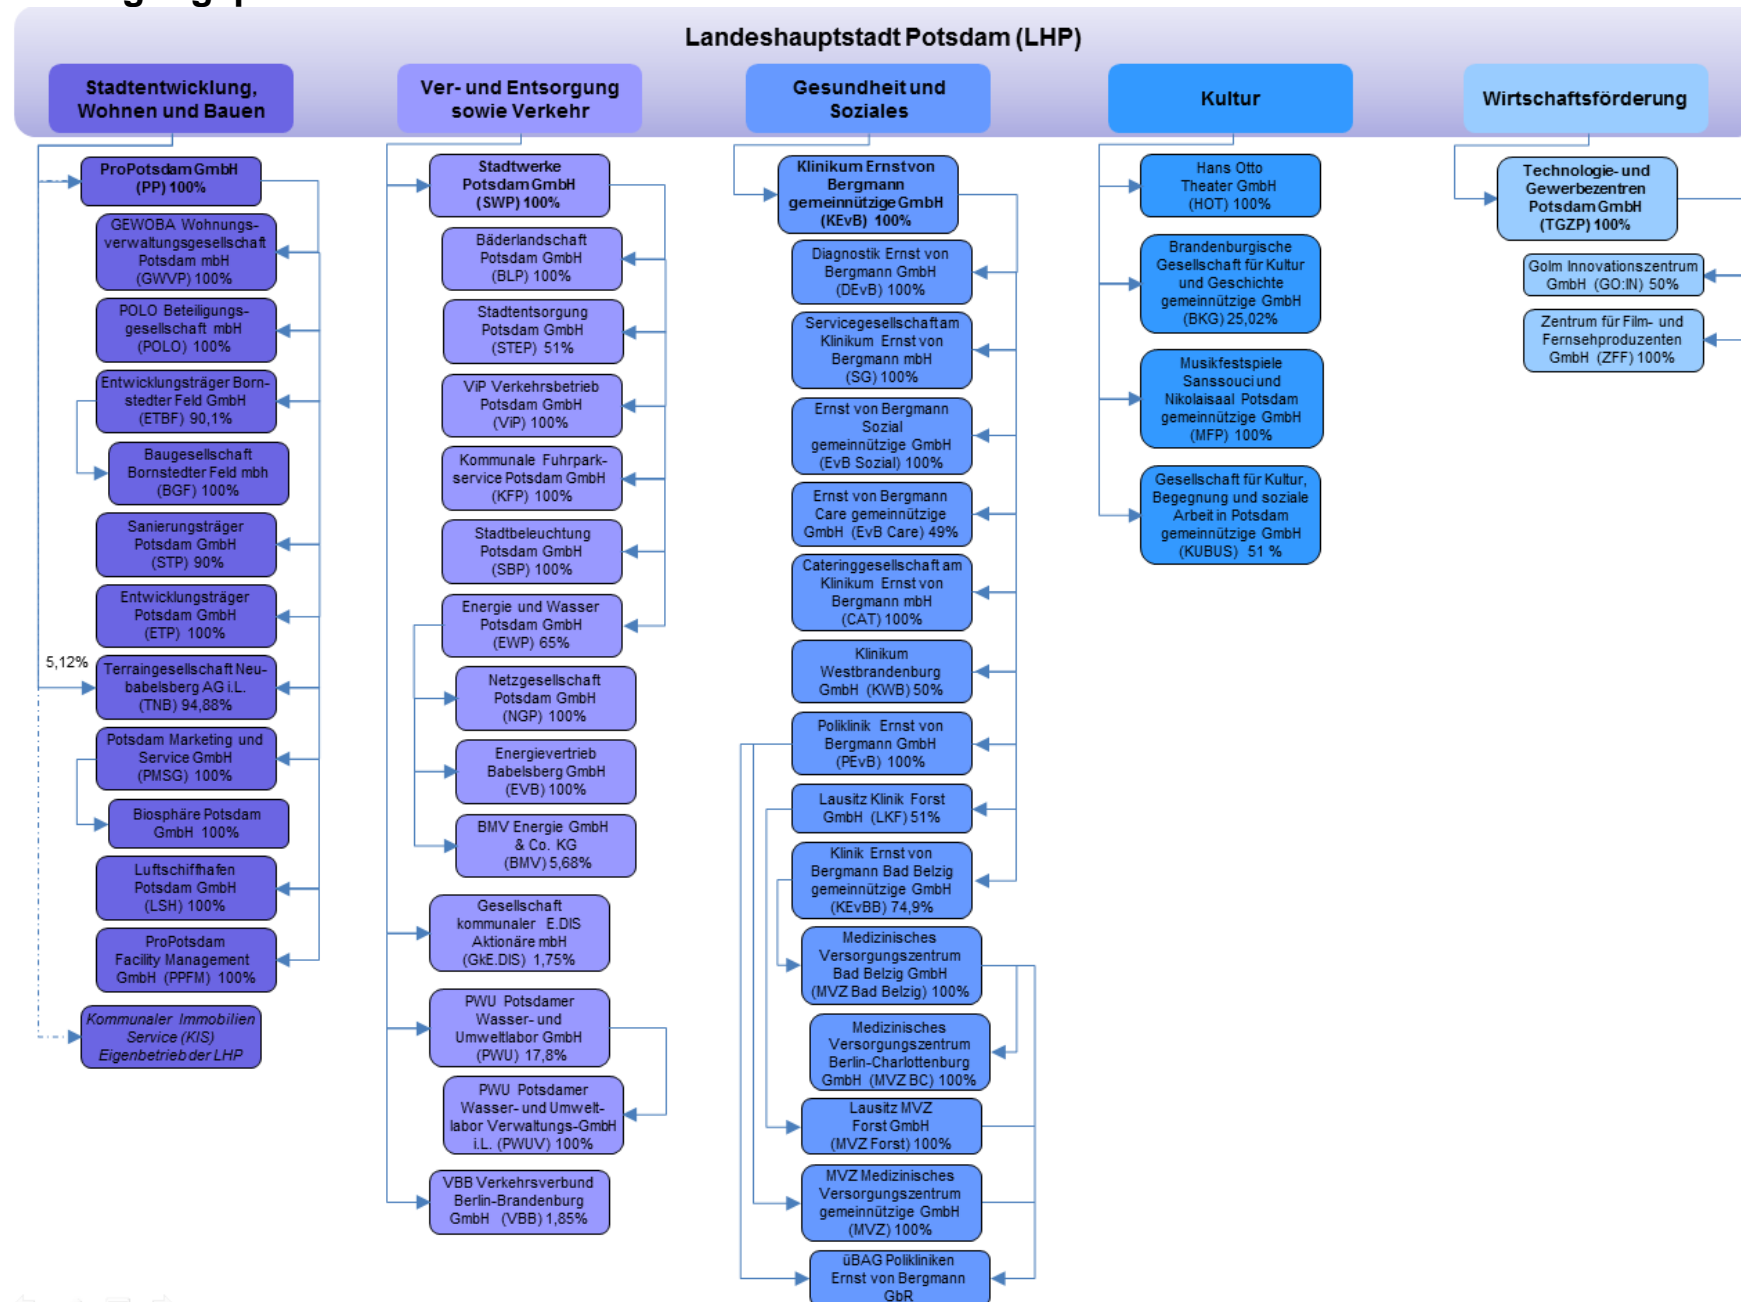 Landeshauptstadt Potsdam (LHP)
Stadtentwicklung,
Wohnen und Bauen
ProPotsdam GmbH
(PP) 100%
GEWOBA Wohnungs-
verwaltungsgesellschaft
Potsdam mbH
(GWVP) 100%
POLO Beteiligungs-
gesellschaft mbH
(POLO) 100%
Entwicklungsträger Born-
stedter Feld GmbH
(ETBF) 90,1%
Baugesellschaft
Bornstedter Feld mbh
(BGF) 100%
Sanierungsträger
Potsdam GmbH
(STP) 90%
Entwicklungsträger
Potsdam GmbH
(ETP) 100%
5,12%
Terraingesellschaft Neu-
babelsberg AG i.L.
(TNB) 94,88%
Potsdam Marketing und
Service GmbH
(PMSG) 100%
Biosphäre Potsdam
GmbH 100%
Luftschiffhafen
Potsdam GmbH
(LSH) 100%
ProPotsdam
Facility Management
GmbH (PPFM) 100%
Kommunaler Immobilien
Service (KIS)
Eigenbetrieb der LHP
Ver- und Entsorgung
sowie Verkehr
Stadtwerke
Potsdam GmbH
(SWP) 100%
Bäderlandschaft
Potsdam GmbH
(BLP) 100%
Stadtentsorgung
Potsdam GmbH
(STEP) 51%
ViP Verkehrsbetrieb
Potsdam GmbH
(ViP) 100%
Kommunale Fuhrpark-
service Potsdam GmbH
(KFP) 100%
Stadtbeleuchtung
Potsdam GmbH
(SBP) 100%
Energie und Wasser
Potsdam GmbH
(EWP) 65%
Netzgesellschaft
Potsdam GmbH
(NGP) 100%
Energievertrieb
Babelsberg GmbH
(EVB) 100%
BMV Energie GmbH
& Co. KG
(BMV) 5,68%
Gesellschaft
kommunaler E.DIS
Aktionäre mbH
(GkE.DIS) 1,75%
PWU Potsdamer
Wasser- und
Umweltlabor GmbH
(PWU) 17,8%
PWU Potsdamer
Wasser- und Umwelt-
labor Verwaltungs-GmbH
i.L. (PWUV) 100%
VBB Verkehrsverbund
Berlin-Brandenburg
GmbH (VBB) 1,85%
Gesundheit und
Soziales
Klinikum Ernst von
Bergmann
gemeinnützige GmbH
(KEvB) 100%
Diagnostik Ernst von
Bergmann GmbH
(DEvB) 100%
Servicegesellschaft am
Klinikum Ernst von
Bergmann mbH
(SG) 100%
Ernst von Bergmann
Sozial
gemeinnützige GmbH
(EvB Sozial) 100%
Ernst von Bergmann
Care gemeinnützige
GmbH (EvB Care) 49%
Cateringgesellschaft am
Klinikum Ernst von
Bergmann mbH
(CAT) 100%
Klinikum
Westbrandenburg
GmbH (KWB) 50%
Poliklinik Ernst von
Bergmann GmbH
(PEvB) 100%
Lausitz Klinik Forst
GmbH (LKF) 51%
Klinik Ernst von
Bergmann Bad Belzig
gemeinnützige GmbH
(KEvBB) 74,9%
Medizinisches
Versorgungszentrum
Bad Belzig GmbH
(MVZ Bad Belzig) 100%
Medizinisches
Versorgungszentrum
Berlin-Charlottenburg
GmbH (MVZ BC) 100%
Lausitz MVZ
Forst GmbH
(MVZ Forst) 100%
MVZ Medizinisches
Versorgungszentrum
gemeinnützige GmbH
(MVZ) 100%
üBAG Polikliniken
Ernst von Bergmann
GbR
Kultur
Hans Otto
Theater GmbH
(HOT) 100%
Brandenburgische
Gesellschaft für Kultur
und Geschichte
gemeinnützige GmbH
(BKG) 25,02%
Musikfestspiele
Sanssouci und
Nikolaisaal Potsdam
gemeinnützige GmbH
(MFP) 100%
Gesellschaft für Kultur,
Begegnung und soziale
Arbeit in Potsdam
gemeinnützige GmbH
(KUBUS) 51 %
Wirtschaftsförderung
Technologie- und
Gewerbezentren
Potsdam GmbH
(TGZP) 100%
Golm Innovationszentrum
GmbH (GO:IN) 50%
Zentrum für Film- und
Fernsehproduzenten
GmbH (ZFF) 100%